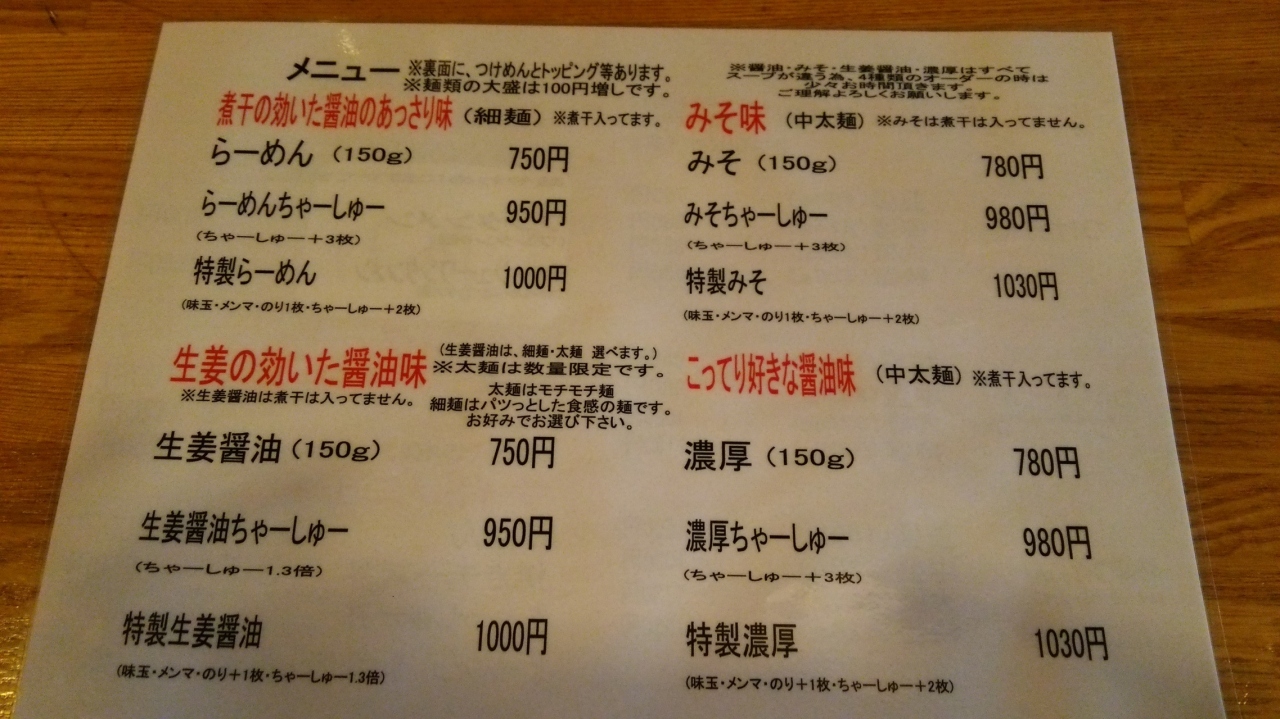 メニュー ※裏面に、つけめんとトッピング等あります。
※麺類の大盛は100円増しです。
※醤油・みそ・生姜醤油・濃厚はすべて
スープが違う為、4種類のオーダーの時は
少々お時間頂きます。
ご理解よろしくお願いします。
煮干の効いた醤油のあっさり味（細麺）※煮干入ってます。
らーめん（150g） 750円
らーめんちゃーしゅー 950円
（ちゃーしゅー＋3枚）
特製らーめん 1000円
（味玉・メンマ・のり1枚・ちゃーしゅー＋2枚）
みそ味（中太麺）※みそは煮干は入ってません。
みそ（150g） 780円
みそちゃーしゅー 980円
（ちゃーしゅー＋3枚）
特製みそ 1030円
（味玉・メンマ・のり1枚・ちゃーしゅー＋2枚）
生姜の効いた醤油味
（生姜醤油は、細麺・太麺 選べます。）
※太麺は数量限定です。
※生姜醤油は煮干は入ってません。
太麺はモチモチ麺
細麺はパツっとした食感の麺です。
お好みでお選び下さい。
生姜醤油（150g） 750円
生姜醤油ちゃーしゅー 950円
（ちゃーしゅー1.3倍）
特製生姜醤油 1000円
（味玉・メンマ・のり＋1枚・ちゃーしゅー1.3倍）
こってり好きな醤油味（中太麺）※煮干入ってます。
濃厚（150g） 780円
濃厚ちゃーしゅー 980円
（ちゃーしゅー＋3枚）
特製濃厚 1030円
（味玉・メンマ・のり＋1枚・ちゃーしゅー＋2枚）